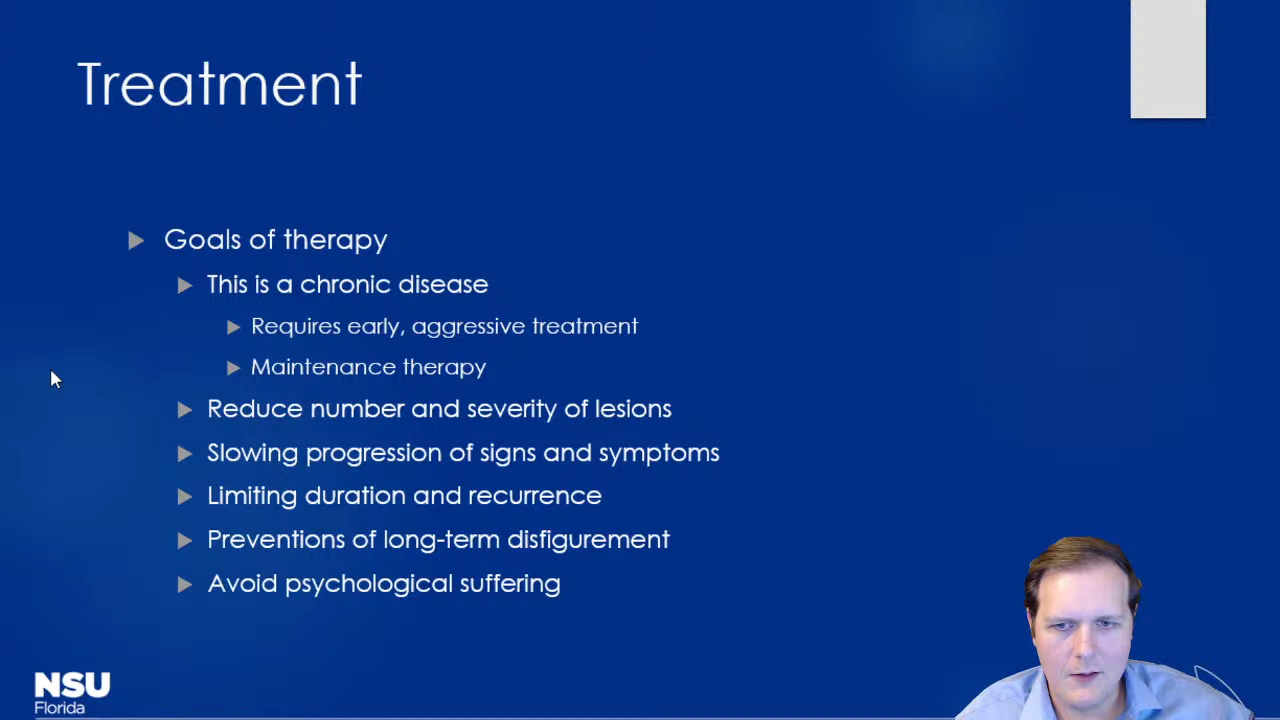 Treatment
Goals of therapy
This is a chronic disease
Requires early, aggressive treatment
Maintenance therapy
Reduce number and severity of lesions
Slowing progression of signs and symptoms
Limiting duration and recurrence
Preventions of long-term disfigurement
Avoid psychological suffering
NSU
Florida